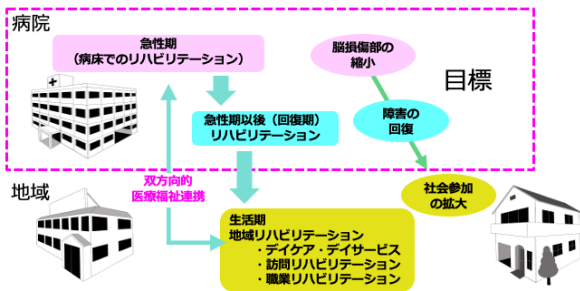 病院
急性期
（病床でのリハビリテーション）
脳損傷部の
縮小
目標
急性期以後（回復期）
リハビリテーション
障害の
回復
地域
双方向的
医療福祉連携
社会参加
の拡大
生活期
地域リハビリテーション
・デイケア・デイサービス
・訪問リハビリテーション
・職業リハビリテーション